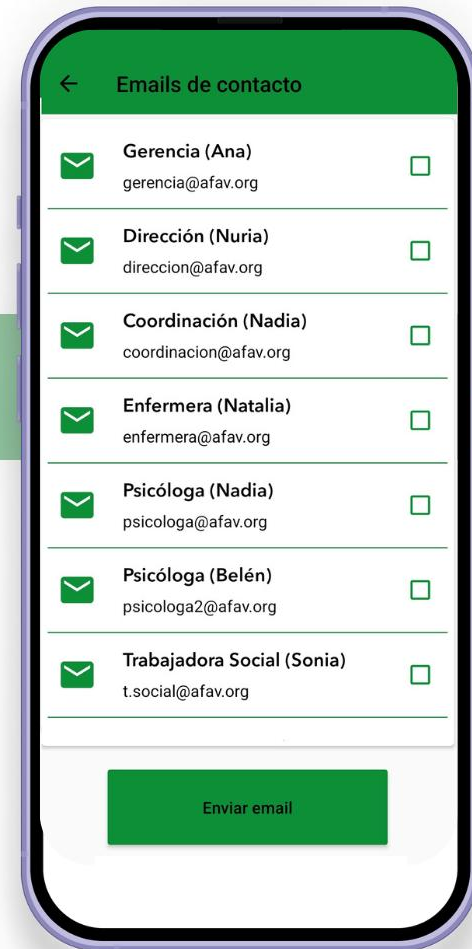 Emails de contacto
Gerencia (Ana)
gerencia@afav.org
Dirección (Nuria)
direccion@afav.org
Coordinación (Nadia)
coordinacion@afav.org
Enfermera (Natalia)
enfermera@afav.org
Psicóloga (Nadia)
psicologa@afav.org
Psicóloga (Belén)
psicologa2@afav.org
Trabajadora Social (Sonia)
t.social@afav.org
Enviar email